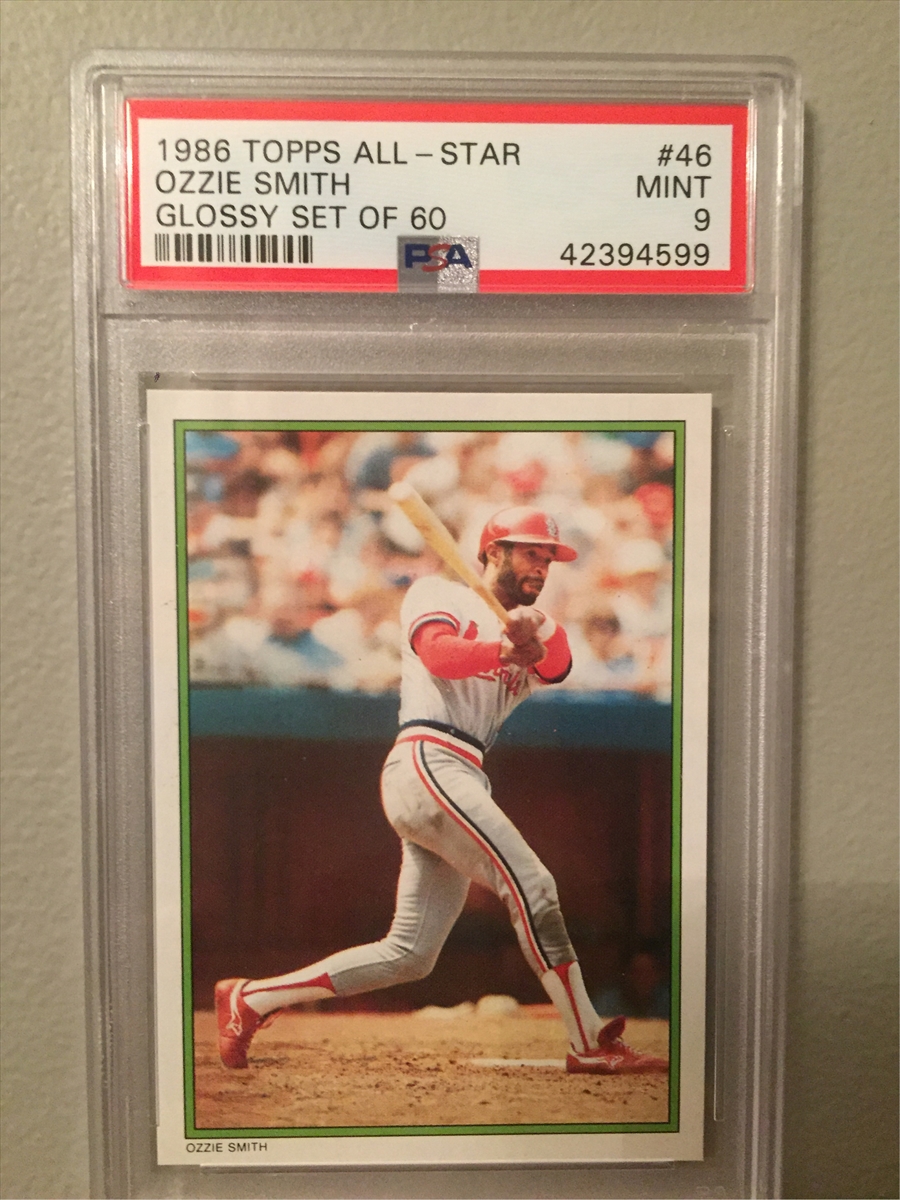 1986 TOPPS ALL-STAR #46
OZZIE SMITH MINT
GLOSSY SET OF 60 9
PSA 42394599
OZZIE SMITH